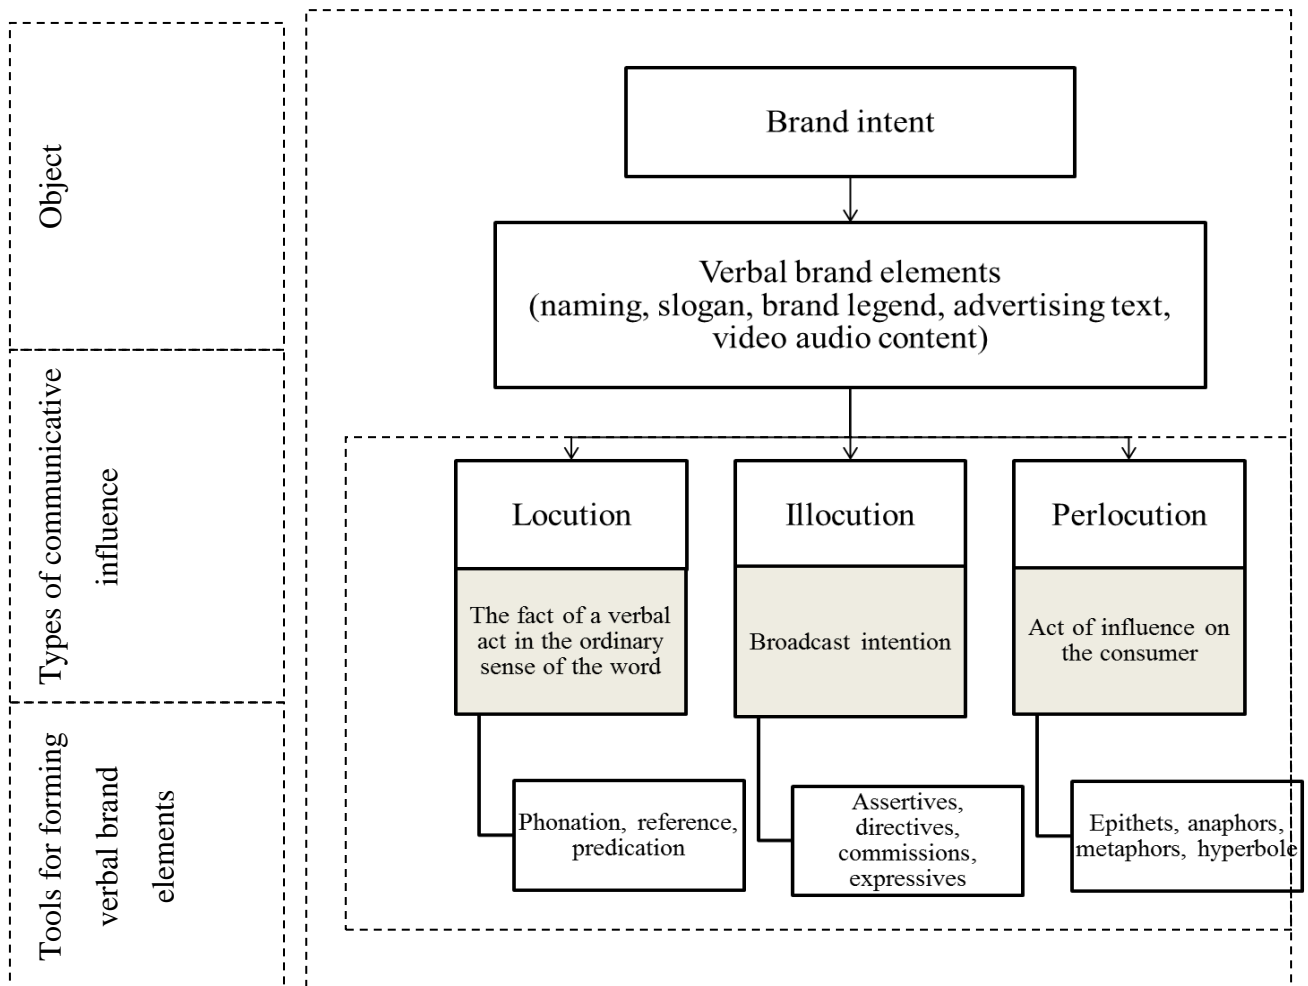 Object
Brand intent
Verbal brand elements
(naming, slogan, brand legend, advertising text,
video audio content)
Types of communicative
influence
Locution
Illocution
Perlocution
The fact of a verbal
act in the ordinary
sense of the word
Broadcast intention
Act of influence on
the consumer
Tools for forming
verbal brand
elements
Phonation, reference,
predication
Assertives,
directives,
commissions,
expressives
Epithets, anaphors,
metaphors, hyperbole